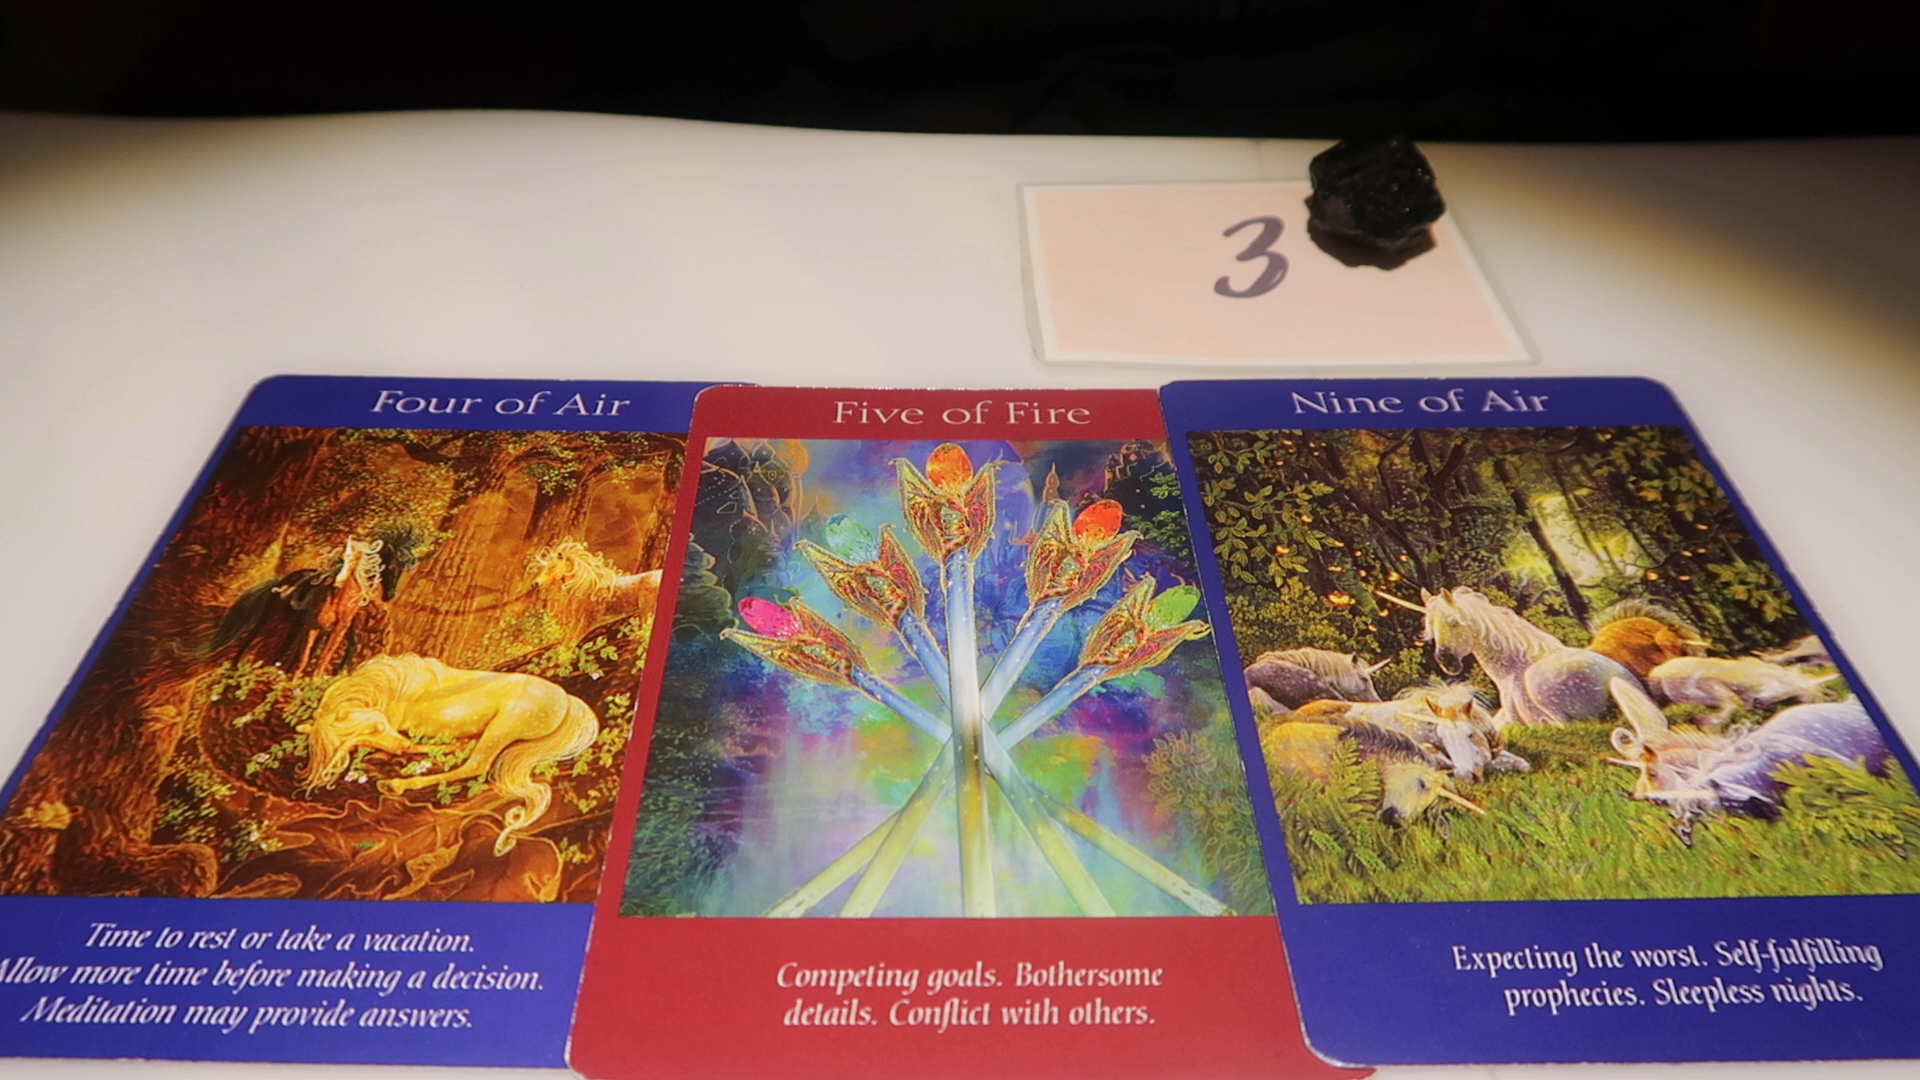 3
Four of Air
Time to rest or take a vacation.
Allow more time before making a decision.
Meditation may provide answers.
Five of Fire
Competing goals. Bothersome
details. Conflict with others.
Nine of Air
Expecting the worst. Self-fulfilling
prophecies. Sleepless nights.